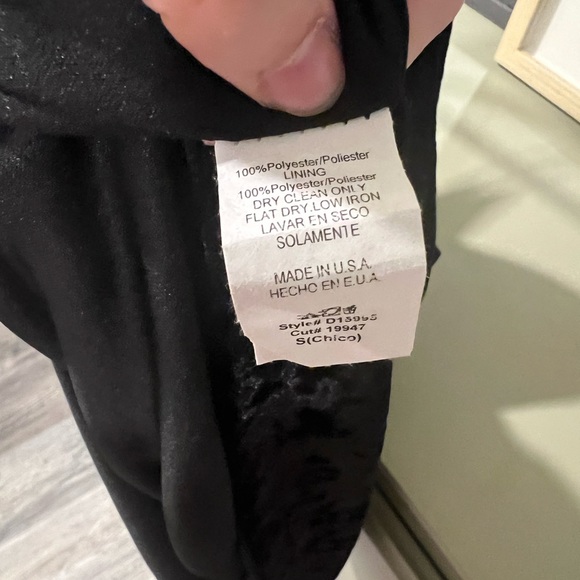 100%Polyester/Poliester
LINING
100%Polyester/Poliester
DRY CLEAN ONLY
FLAT DRY.LOW IRON
LAVAR EN SECO
SOLAMENTE
MADE IN U.S.A.
HECHO EN E.U.A.
Style# D15995
Cut# 19947
S(Chico)